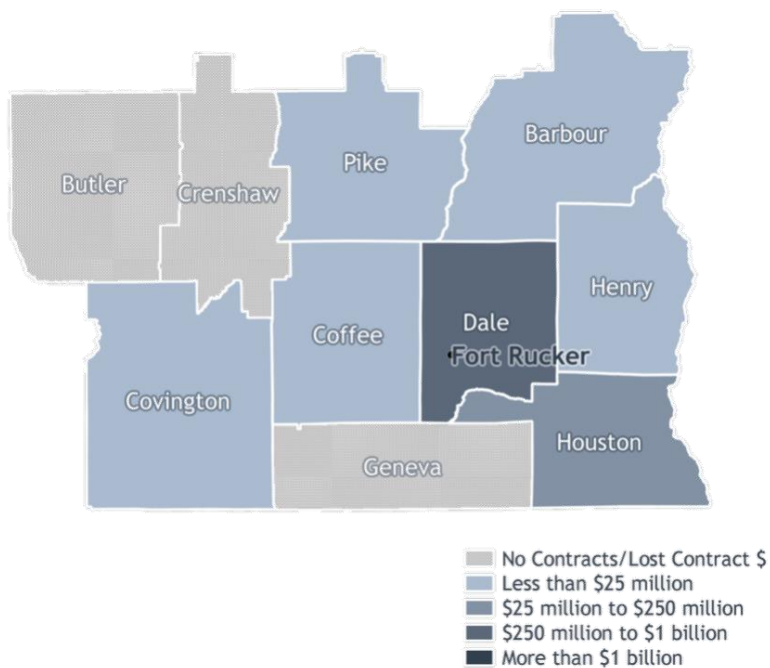 Barbour
Pike
Butler
Crenshaw
Henry
Dale
Coffee
Fort Rucker
Covington
Houston
Geneva
No Contracts/Lost Contract $
Less than $25 million
$25 million to $250 million
$250 million to $1 billion
More than $1 billion